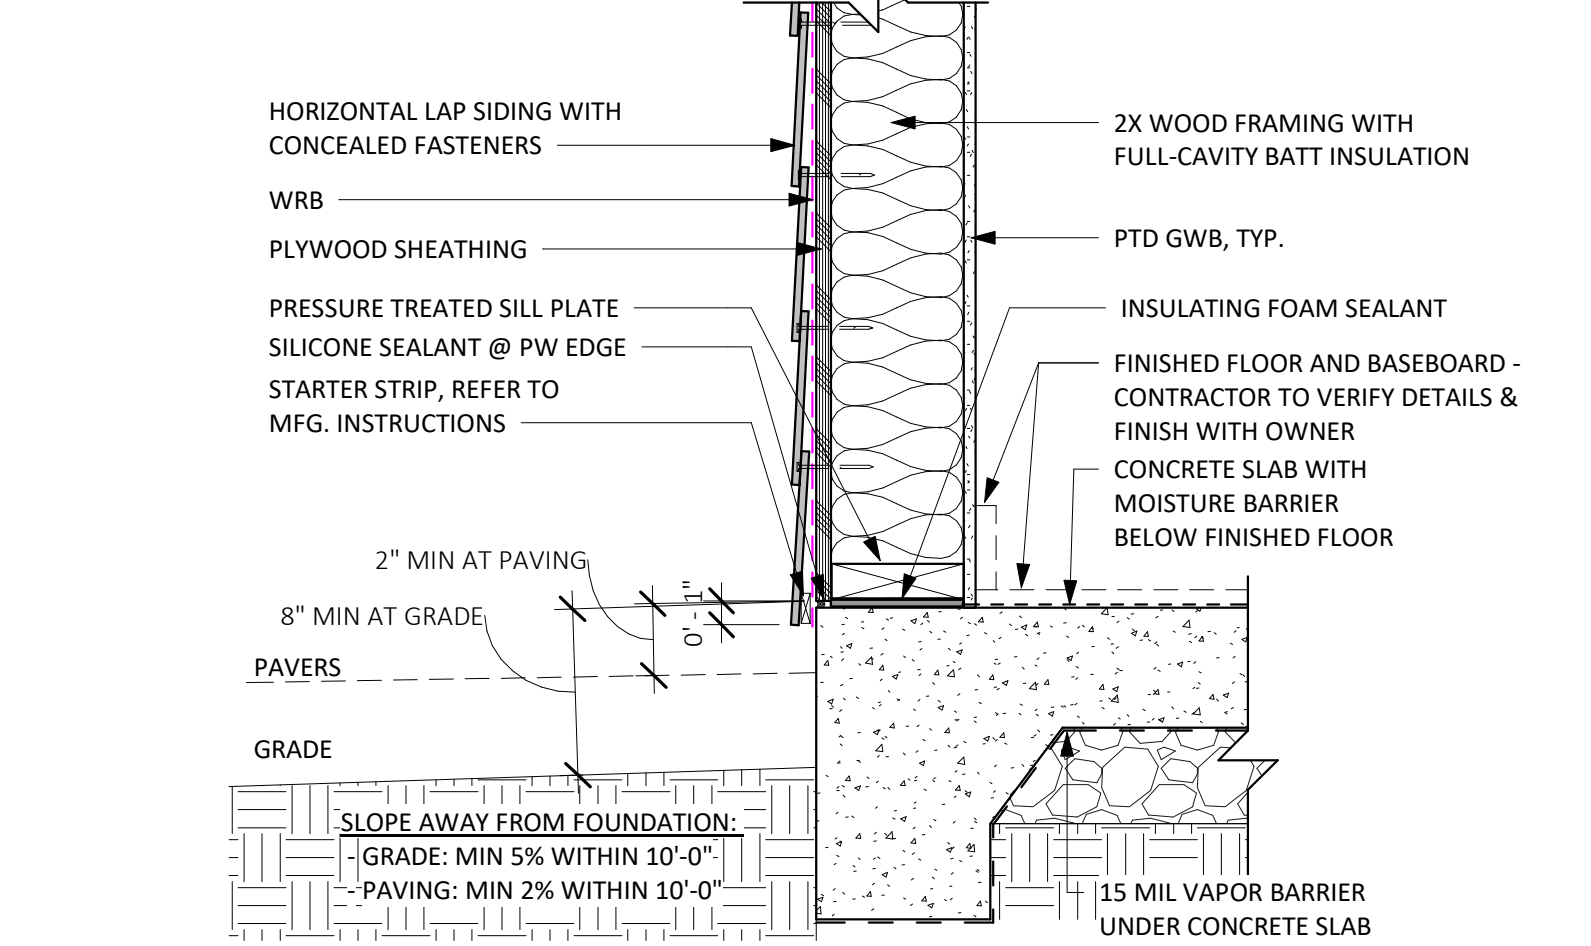 HORIZONTAL LAP SIDING WITH
CONCEALED FASTENERS
WRB
PLYWOOD SHEATHING
PRESSURE TREATED SILL PLATE
SILICONE SEALANT @ PW EDGE
STARTER STRIP, REFER TO
MFG. INSTRUCTIONS
2X WOOD FRAMING WITH
FULL-CAVITY BATT INSULATION
PTD GWB, TYP.
INSULATING FOAM SEALANT
FINISHED FLOOR AND BASEBOARD -
CONTRACTOR TO VERIFY DETAILS &
FINISH WITH OWNER
CONCRETE SLAB WITH
MOISTURE BARRIER
BELOW FINISHED FLOOR
2" MIN AT PAVING
8" MIN AT GRADE
0' - 1"
PAVERS
GRADE
SLOPE AWAY FROM FOUNDATION:
- GRADE: MIN 5% WITHIN 10'-0"
- PAVING: MIN 2% WITHIN 10'-0"
15 MIL VAPOR BARRIER
UNDER CONCRETE SLAB